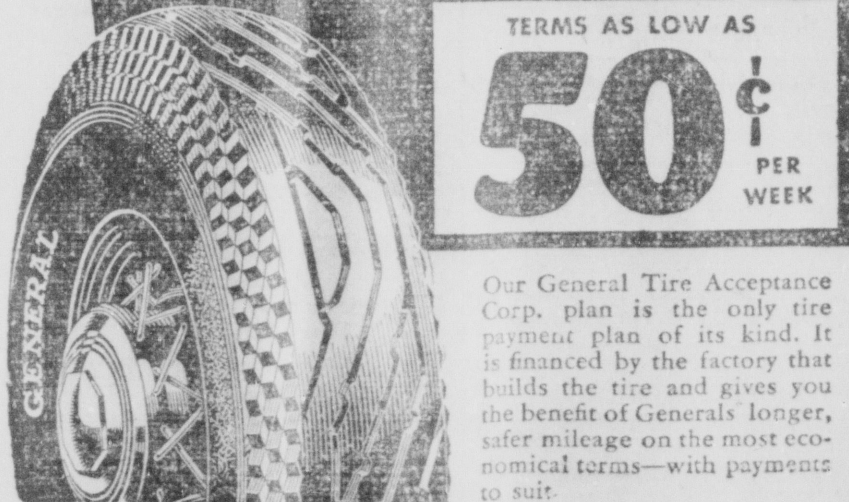 GENERAL
TERMS AS LOW AS
50¢
PER
WEEK
Our General Tire Acceptance
Corp. plan is the only tire
payment plan of its kind. It
is financed by the factory that
builds the tire and gives you
the benefit of Generals longer,
safer mileage on the most eco-
nomical terms—with payments
to suit.